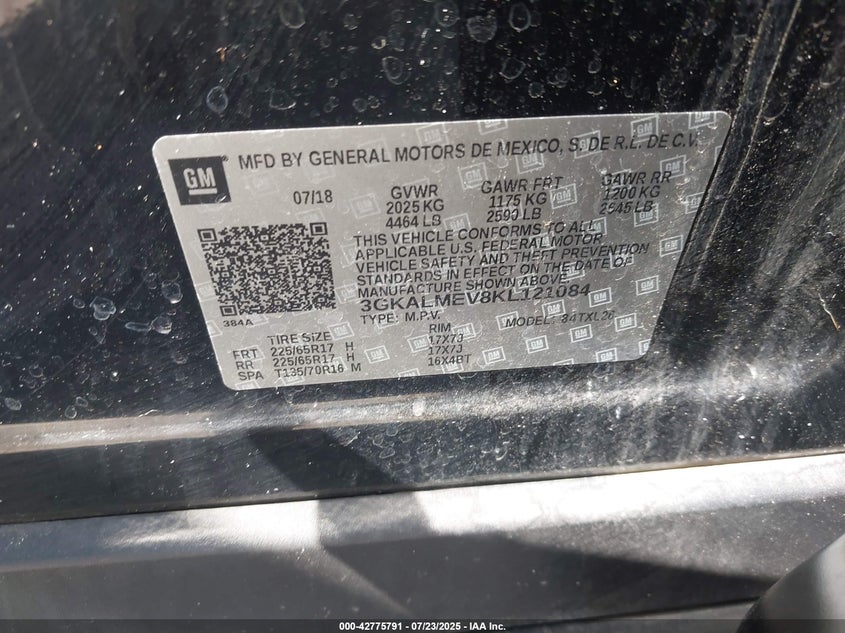 GM
MFD BY GENERAL MOTORS DE MEXICO, S. DE R.L. DE C.V.
07/18 GVWR GAWR FRT GAWR RR
2025 KG 1175 KG 1200 KG
4464 LB 2590 LB 2645 LB
THIS VEHICLE CONFORMS TO ALL
APPLICABLE U.S. FEDERAL MOTOR
VEHICLE SAFETY AND THEFT PREVENTION
STANDARDS IN EFFECT ON THE DATE OF
MANUFACTURE SHOWN ABOVE.
3GKALMEV8KL121084
TYPE: M.P.V. MODEL: 84TXL26
384A
TIRE SIZE RIM
FRT 225/65R17 H 17X7J
RR 225/65R17 H 17X7J
SPA T135/70R16 M 16X4BT
000-42775791 - 07/23/2025 - IAA Inc.